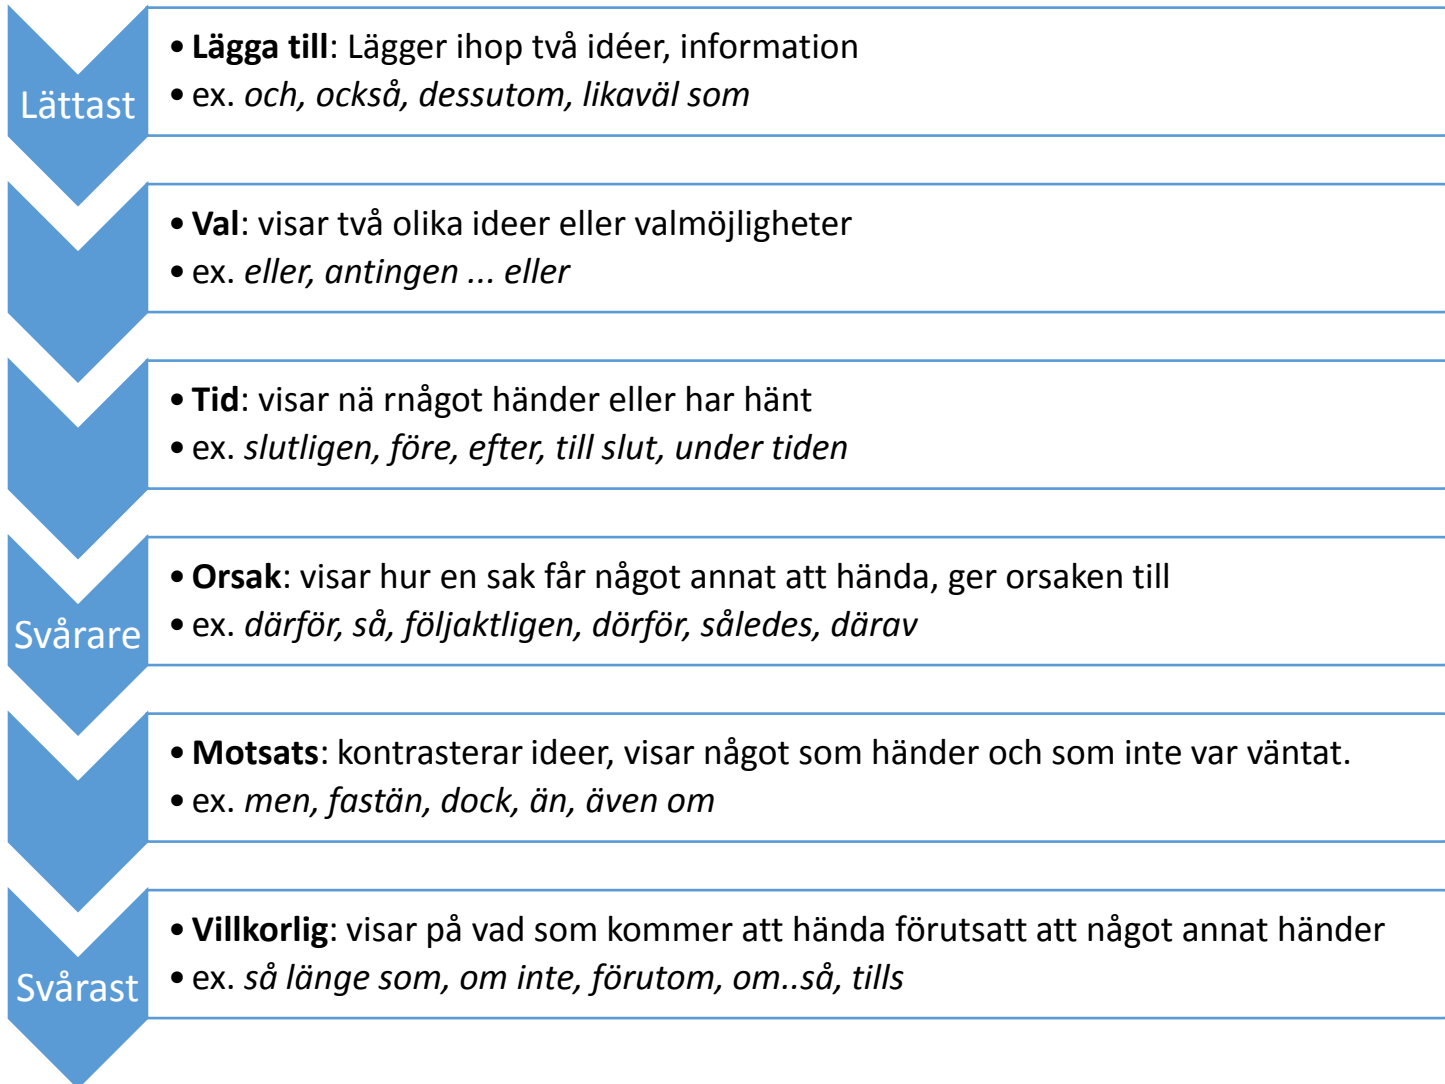 Lättast
• Lägga till: Lägger ihop två idéer, information
• ex. och, också, dessutom, likaväl som
• Val: visar två olika ideer eller valmöjligheter
• ex. eller, antingen ... eller
• Tid: visar nä rnågot händer eller har hänt
• ex. slutligen, före, efter, till slut, under tiden
Svårare
• Orsak: visar hur en sak får något annat att hända, ger orsaken till
• ex. därför, så, följaktligen, dörför, således, därav
• Motsats: kontrasterar ideer, visar något som händer och som inte var väntat.
• ex. men, fastän, dock, än, även om
Svårast
• Villkorlig: visar på vad som kommer att hända förutsatt att något annat händer
• ex. så länge som, om inte, förutom, om..så, tills